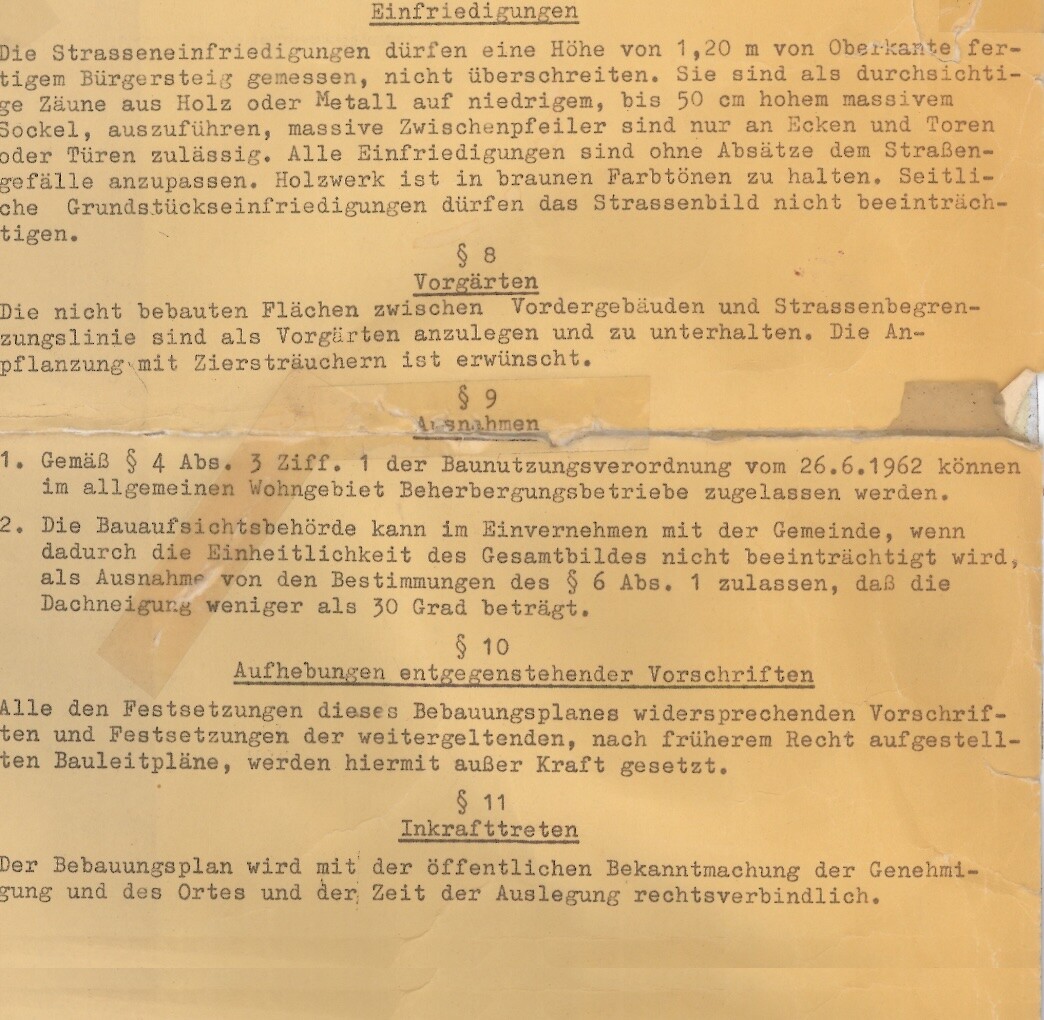 Einfriedigungen
Die Strasseneinfriedigungen dürfen eine Höhe von 1,20 m von Oberkante fer-
tigem Bürgersteig gemessen, nicht überschreiten. Sie sind als durchsichti-
ge Zäune aus Holz oder Metall auf niedrigem, bis 50 cm hohem massivem
Sockel, auszuführen, massive Zwischenpfeiler sind nur an Ecken und Toren
oder Türen zulässig. Alle Einfriedigungen sind ohne Absätze dem Straßen-
gefälle anzupassen. Holzwerk ist in braunen Farbtönen zu halten. Seitli-
che Grundstückseinfriedigungen dürfen das Strassenbild nicht beeinträch-
tigen.
§ 8
Vorgärten
Die nicht bebauten Flächen zwischen Vordergebäuden und Strassenbegren-
zungslinie sind als Vorgärten anzulegen und zu unterhalten. Die An-
pflanzung mit Ziersträuchern ist erwünscht.
§ 9
Ausnahmen
1. Gemäß § 4 Abs. 3 Ziff. 1 der Baunutzungsverordnung vom 26.6.1962 können
im allgemeinen Wohngebiet Beherbergungsbetriebe zugelassen werden.
2. Die Bauaufsichtsbehörde kann im Einvernehmen mit der Gemeinde, wenn
dadurch die Einheitlichkeit des Gesamtbildes nicht beeinträchtigt wird,
als Ausnahme von den Bestimmungen des § 6 Abs. 1 zulassen, daß die
Dachneigung weniger als 30 Grad beträgt.
§ 10
Aufhebungen entgegenstehender Vorschriften
Alle den Festsetzungen dieses Bebauungsplanes widersprechenden Vorschrif-
ten und Festsetzungen der weitergeltenden, nach früherem Recht aufgestell-
ten Bauleitpläne, werden hiermit außer Kraft gesetzt.
§ 11
Inkrafttreten
Der Bebauungsplan wird mit der öffentlichen Bekanntmachung der Genehmi-
gung und des Ortes und der Zeit der Auslegung rechtsverbindlich.